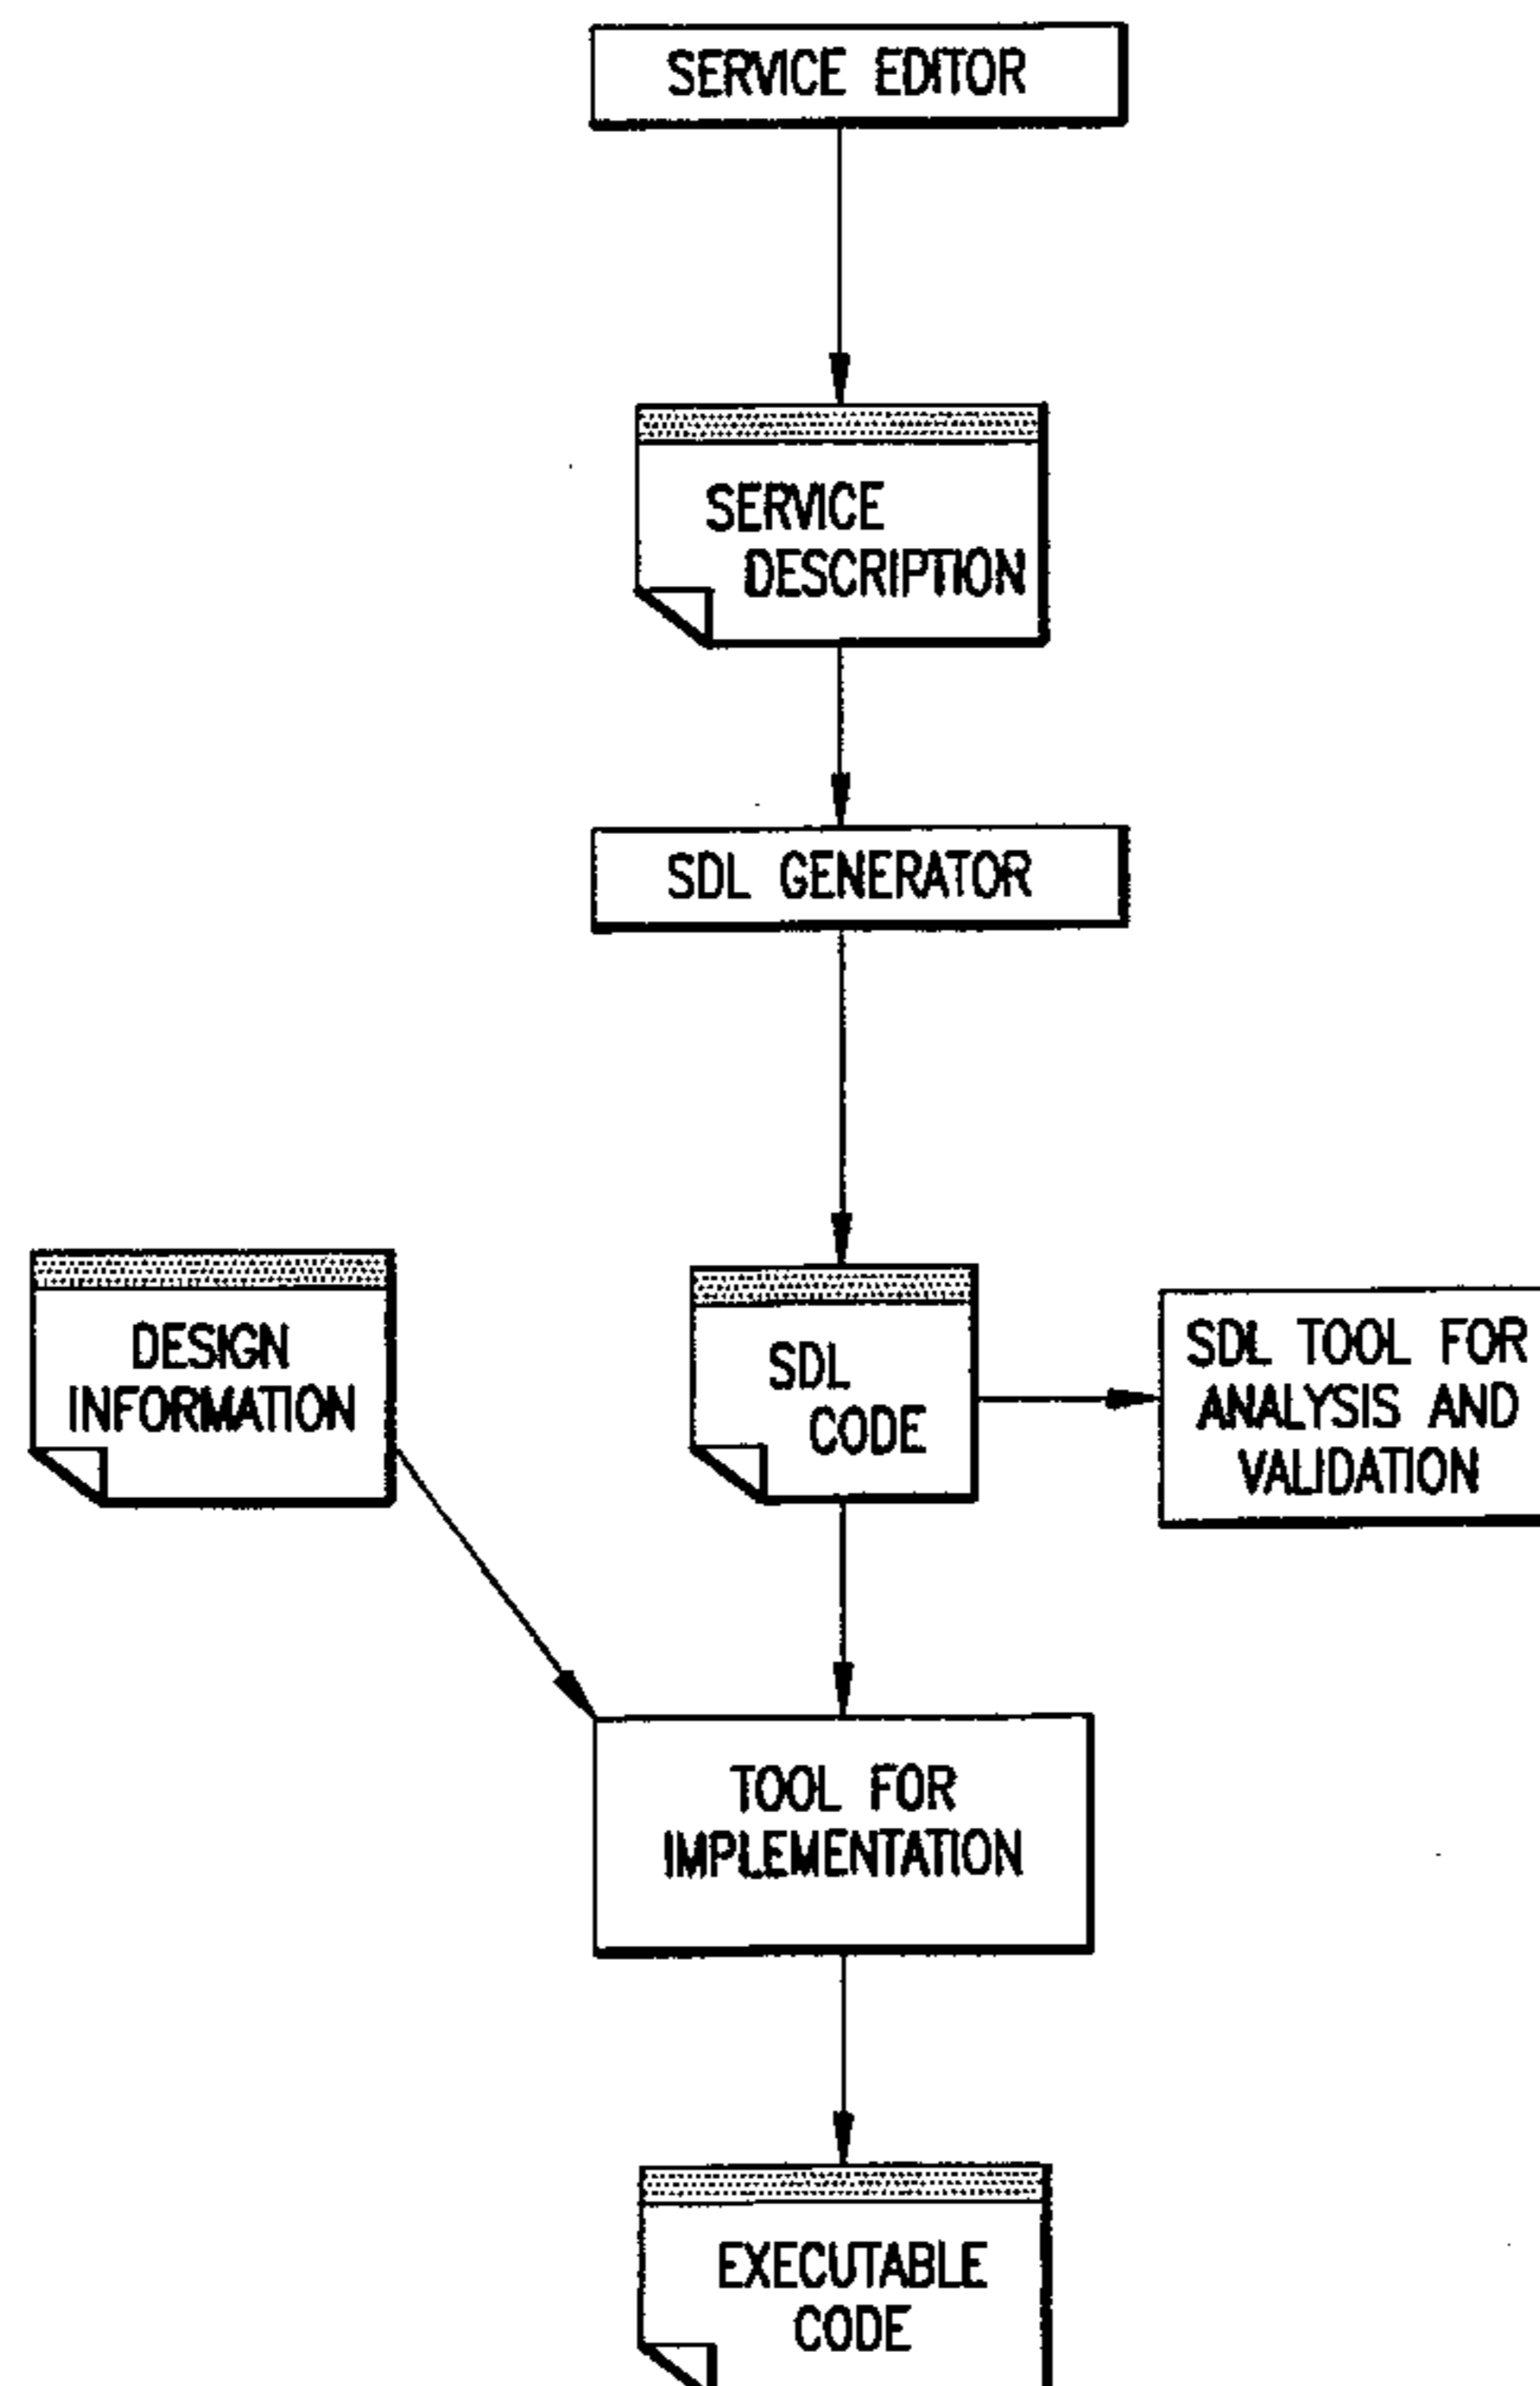 SERVICE EDITOR
SERVICE
DESCRIPTION
SDL GENERATOR
DESIGN
INFORMATION
SDL
CODE
SDL TOOL FOR
ANALYSIS AND
VALIDATION
TOOL FOR
IMPLEMENTATION
EXECUTABLE
CODE